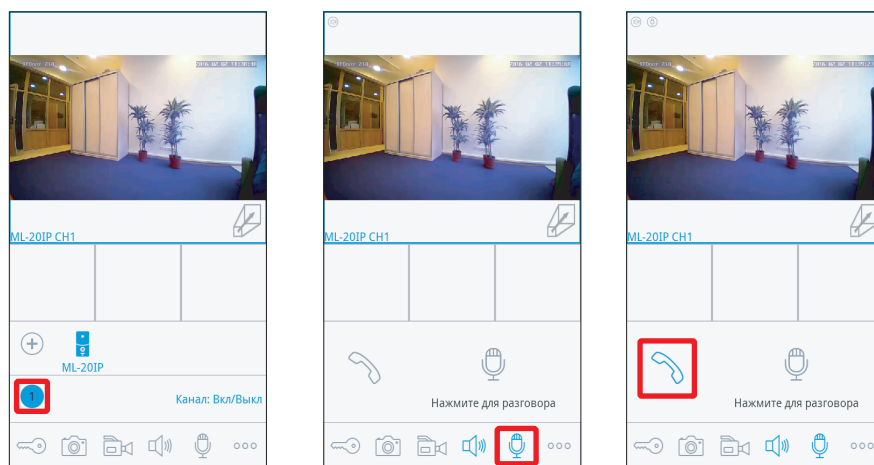 ML-20IP CH1
ML-20IP
1
Канал: Вкл/Выкл
ML-20IP CH1
Нажмите для разговора
ML-20IP CH1
Нажмите для разговора